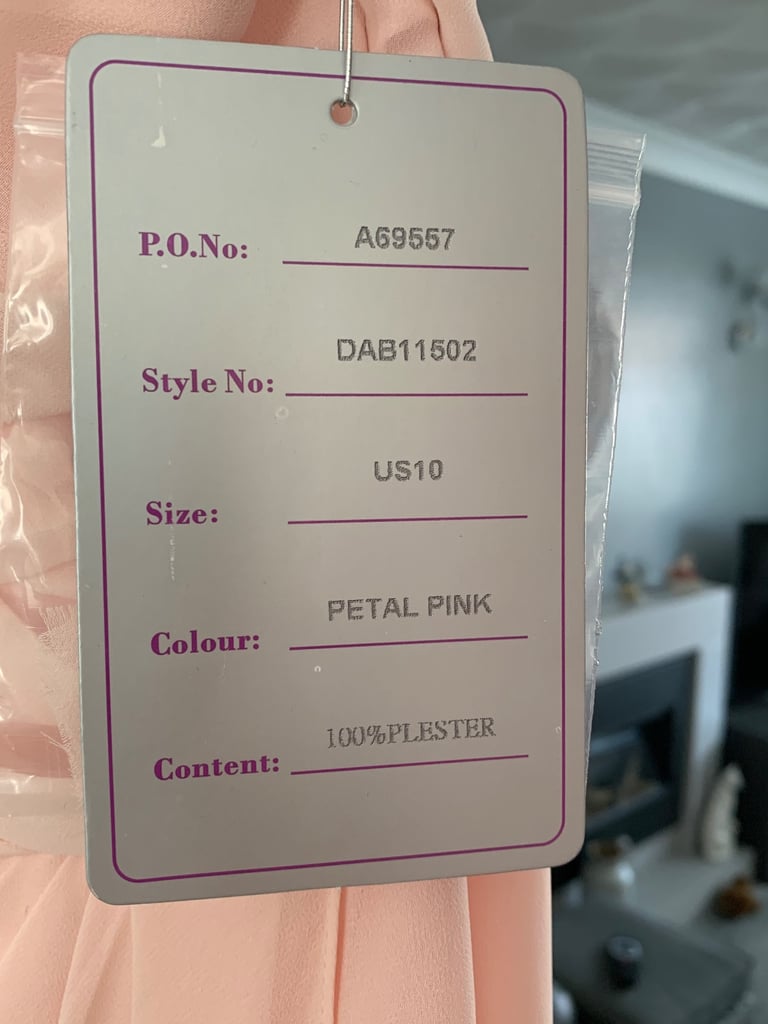 P.O.No: A69557
Style No: DAB11502
Size: US10
Colour: PETAL PINK
Content: 100%PLESTER